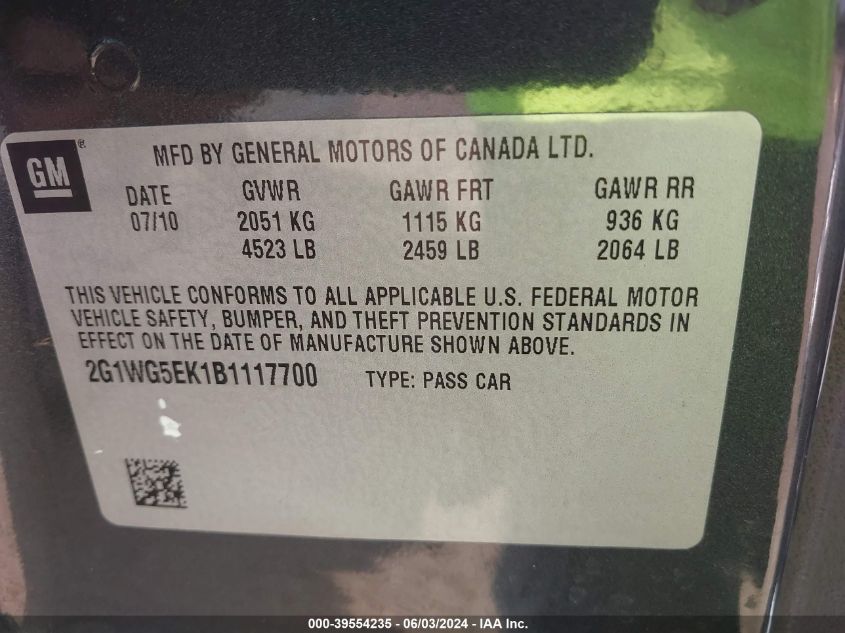 GM®
MFD BY GENERAL MOTORS OF CANADA LTD.
DATE GVWR GAWR FRT GAWR RR
07/10 2051 KG 1115 KG 936 KG
4523 LB 2459 LB 2064 LB
THIS VEHICLE CONFORMS TO ALL APPLICABLE U.S. FEDERAL MOTOR
VEHICLE SAFETY, BUMPER, AND THEFT PREVENTION STANDARDS IN
EFFECT ON THE DATE OF MANUFACTURE SHOWN ABOVE.
2G1WG5EK1B1117700 TYPE: PASS CAR
000-39554235 - 06/03/2024 - IAA Inc.